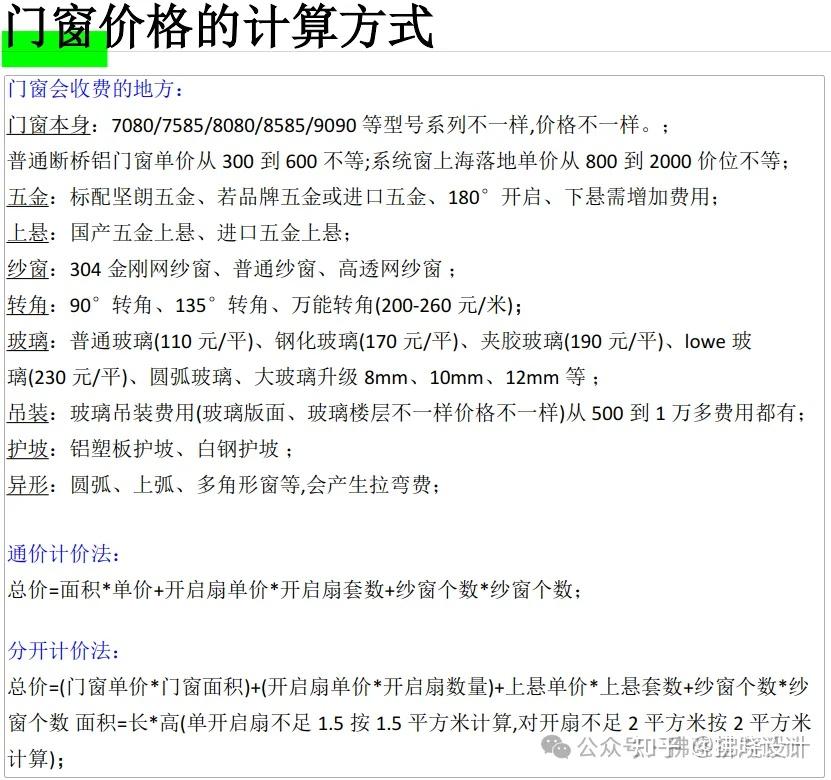 门窗价格的计算方式
门窗会收费的地方：
门窗本身：7080/7585/8080/8585/9090 等型号系列不一样,价格不一样。；
普通断桥铝门窗单价从 300 到 600 不等;系统窗上海落地单价从 800 到 2000 价位不等；
五金：标配坚朗五金、若品牌五金或进口五金、180°开启、下悬需增加费用；
上悬：国产五金上悬、进口五金上悬；
纱窗：304 金刚网纱窗、普通纱窗、高透网纱窗 ；
转角：90°转角、135°转角、万能转角(200-260 元/米)；
玻璃：普通玻璃(110 元/平)、钢化玻璃(170 元/平)、夹胶玻璃(190 元/平)、lowe 玻
璃(230 元/平)、圆弧玻璃、大玻璃升级 8mm、10mm、12mm 等 ；
吊装：玻璃吊装费用(玻璃版面、玻璃楼层不一样价格不一样)从 500 到 1 万多费用都有；
护坡：铝塑板护坡、白钢护坡 ；
异形：圆弧、上弧、多角形窗等,会产生拉弯费；
通价计价法：
总价=面积*单价+开启扇单价*开启扇套数+纱窗个数*纱窗个数；
分开计价法：
总价=(门窗单价*门窗面积)+(开启扇单价*开启扇数量)+上悬单价*上悬套数+纱窗个数*纱
窗个数 面积=长*高(单开启扇不足 1.5 按 1.5 平方米计算,对开扇不足 2 平方米按 2 平方米
计算)；
公众号
知乎 @拂晓设计